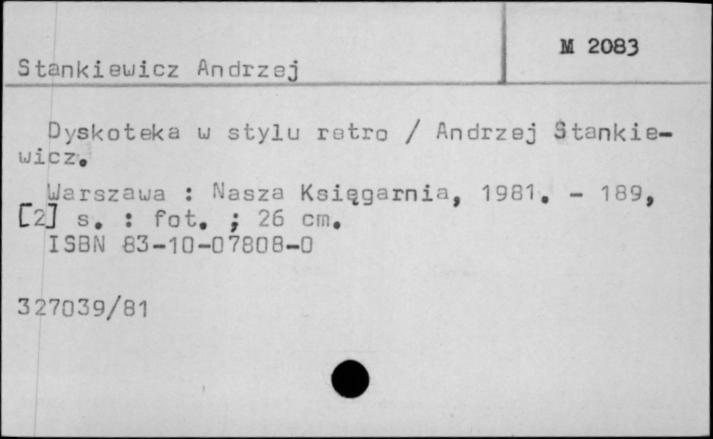 M 2083
Stankiewicz Andrzej
Dyskoteka w stylu retro / Andrzej Stankie-
wicz.
Warszawa : Nasza Księgarnia, 1981. - 189,
[2] s. : fot. ; 26 cm.
ISBN 83-10-07808-0
327039/81